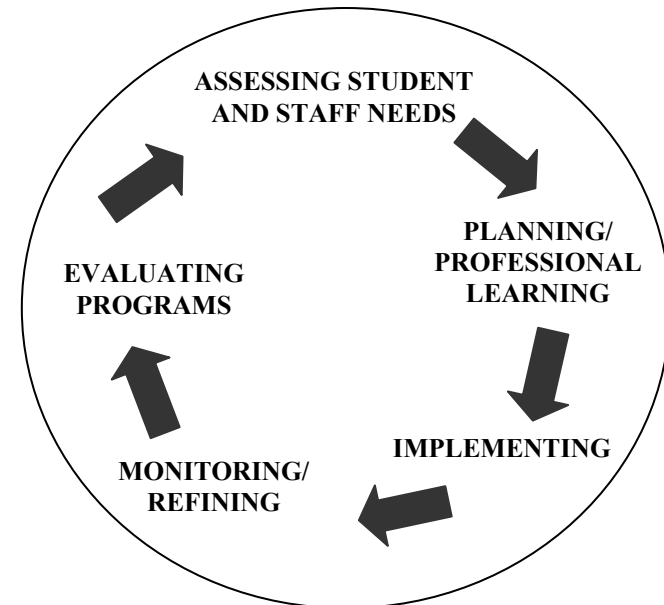 ASSESSING STUDENT
AND STAFF NEEDS
PLANNING/
PROFESSIONAL
LEARNING
IMPLEMENTING
MONITORING/
REFINING
EVALUATING
PROGRAMS